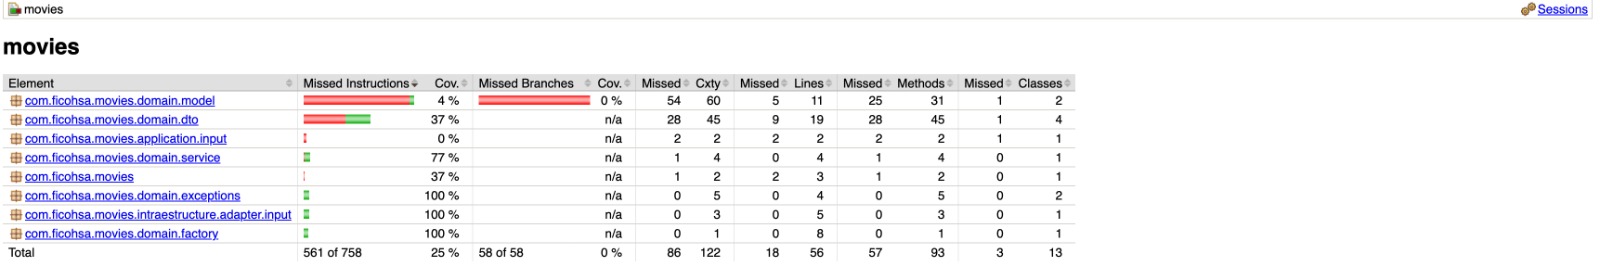 movies Sessions
movies
Element Missed Instructions Cov. Missed Branches Cov. Missed Cxty Missed Lines Missed Methods Missed Classes
com.ficohsa.movies.domain.model 4 % 0 % 54 60 5 11 25 31 1 2
com.ficohsa.movies.domain.dto 37 % n/a 28 45 9 19 28 45 1 4
com.ficohsa.movies.application.input 0 % n/a 2 2 2 2 2 2 1 1
com.ficohsa.movies.domain.service 77 % n/a 1 4 0 4 1 4 0 1
com.ficohsa.movies 37 % n/a 1 2 2 3 1 2 0 1
com.ficohsa.movies.domain.exceptions 100 % n/a 0 5 0 4 0 5 0 2
com.ficohsa.movies.intraestructure.adapter.input 100 % n/a 0 3 0 5 0 3 0 1
com.ficohsa.movies.domain.factory 100 % n/a 0 1 0 8 0 1 0 1
Total 561 of 758 25 % 58 of 58 0 % 86 122 18 56 57 93 3 13